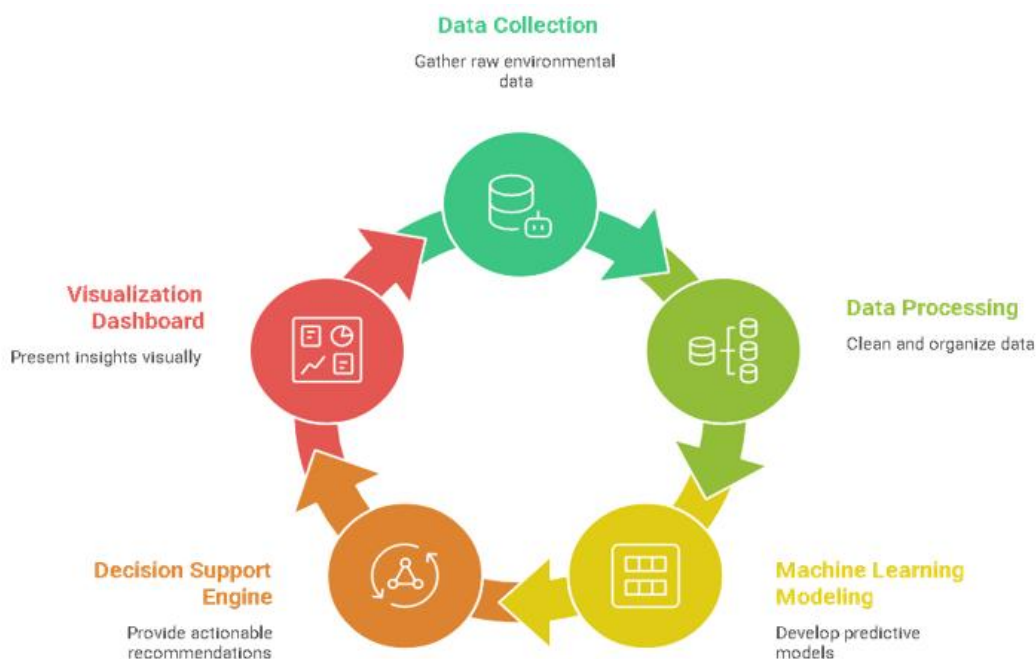 Data Collection
Gather raw environmental
data
Data Processing
Clean and organize data
Machine Learning
Modeling
Develop predictive
models
Decision Support
Engine
Provide actionable
recommendations
Visualization
Dashboard
Present insights visually